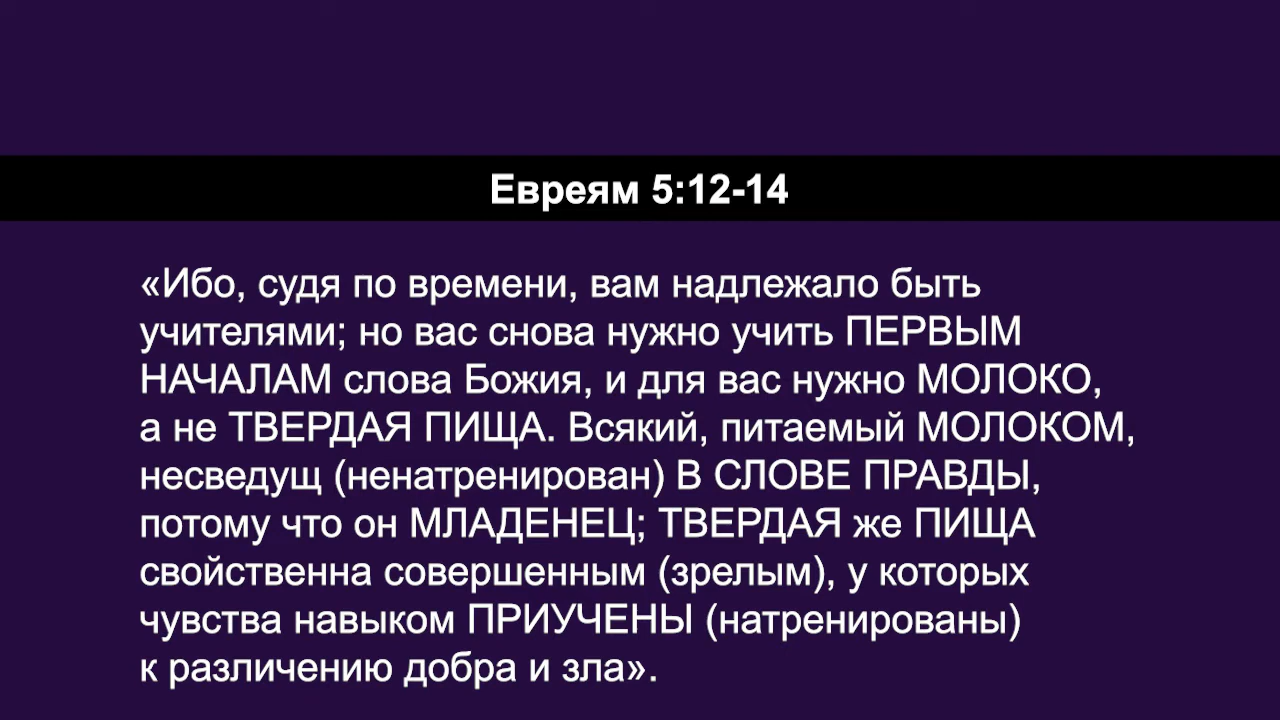 Евреям 5:12-14
«Ибо, судя по времени, вам надлежало быть
учителями; но вас снова нужно учить ПЕРВЫМ
НАЧАЛАМ слова Божия, и для вас нужно МОЛОКО,
а не ТВЕРДАЯ ПИЩА. Всякий, питаемый МОЛОКОМ,
несведущ (ненатренирован) В СЛОВЕ ПРАВДЫ,
потому что он МЛАДЕНЕЦ; ТВЕРДАЯ же ПИЩА
свойственна совершенным (зрелым), у которых
чувства навыком ПРИУЧЕНЫ (натренированы)
к различению добра и зла».